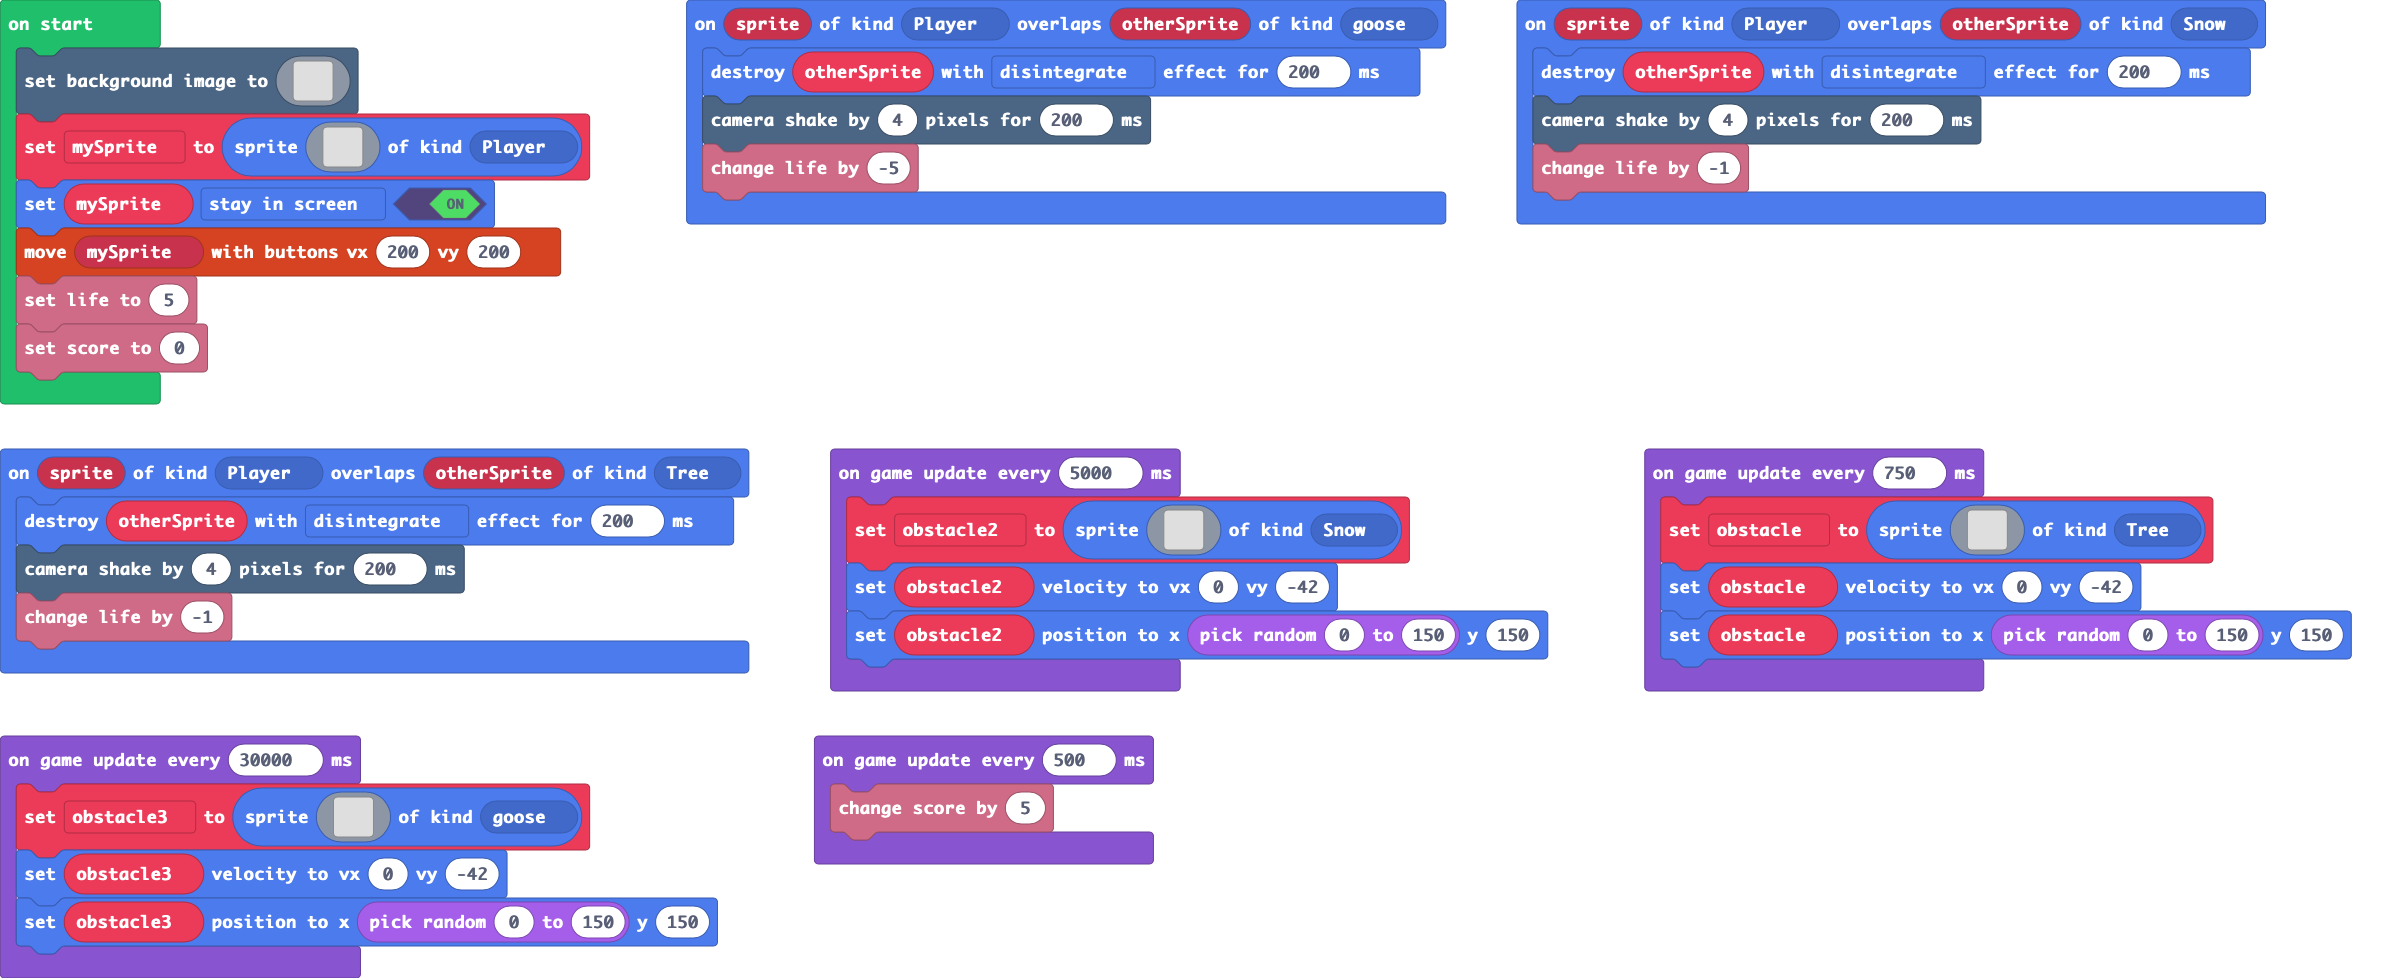 on start
set background image to
set mySprite to sprite of kind Player
set mySprite stay in screen ON
move mySprite with buttons vx 200 vy 200
set life to 5
set score to 0
on sprite of kind Player overlaps otherSprite of kind goose
destroy otherSprite with disintegrate effect for 200 ms
camera shake by 4 pixels for 200 ms
change life by -5
on sprite of kind Player overlaps otherSprite of kind Snow
destroy otherSprite with disintegrate effect for 200 ms
camera shake by 4 pixels for 200 ms
change life by -1
on sprite of kind Player overlaps otherSprite of kind Tree
destroy otherSprite with disintegrate effect for 200 ms
camera shake by 4 pixels for 200 ms
change life by -1
on game update every 5000 ms
set obstacle2 to sprite of kind Snow
set obstacle2 velocity to vx 0 vy -42
set obstacle2 position to x pick random 0 to 150 y 150
on game update every 750 ms
set obstacle to sprite of kind Tree
set obstacle velocity to vx 0 vy -42
set obstacle position to x pick random 0 to 150 y 150
on game update every 30000 ms
set obstacle3 to sprite of kind goose
set obstacle3 velocity to vx 0 vy -42
set obstacle3 position to x pick random 0 to 150 y 150
on game update every 500 ms
change score by 5